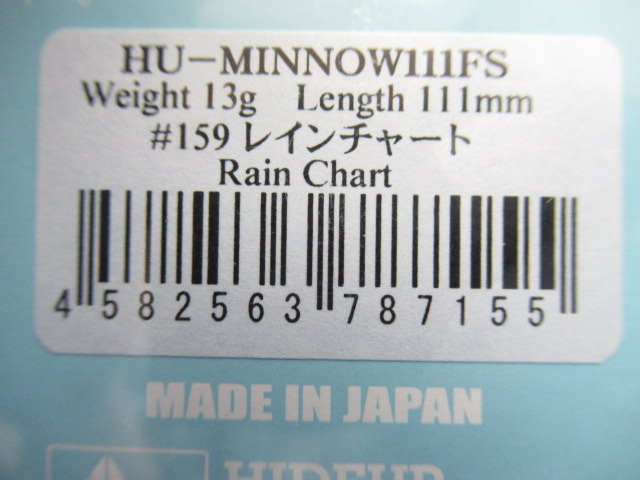 HU-MINNOW111FS
Weight 13g Length 111mm
#159 レインチャート
Rain Chart
4 582563 787155
MADE IN JAPAN
HIDEUP